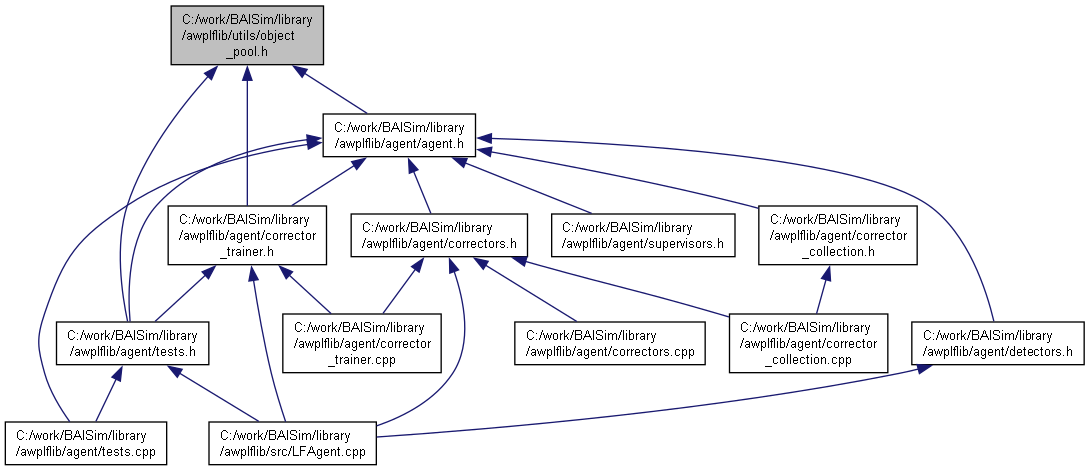 C:/work/BAISim/library
/awplflib/utils/object
_pool.h
C:/work/BAISim/library
/awplflib/agent/agent.h
C:/work/BAISim/library
/awplflib/agent/corrector
_trainer.h
C:/work/BAISim/library
/awplflib/agent/correctors.h
C:/work/BAISim/library
/awplflib/agent/supervisors.h
C:/work/BAISim/library
/awplflib/agent/corrector
_collection.h
C:/work/BAISim/library
/awplflib/agent/tests.h
C:/work/BAISim/library
/awplflib/agent/corrector
_trainer.cpp
C:/work/BAISim/library
/awplflib/agent/correctors.cpp
C:/work/BAISim/library
/awplflib/agent/corrector
_collection.cpp
C:/work/BAISim/library
/awplflib/agent/detectors.h
C:/work/BAISim/library
/awplflib/agent/tests.cpp
C:/work/BAISim/library
/awplflib/src/LFAgent.cpp